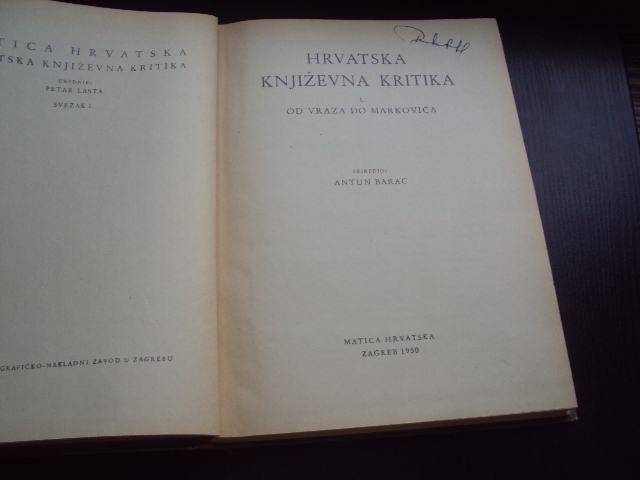 TICA HRVATSKA
TSKA KNJIŽEVNA KRITIKA
UREDNIK:
PETAR LASTA
SVEZAK I
GRAFIČKO-NAKLADNI ZAVOD U ZAGREBU
HRVATSKA
KNJIŽEVNA KRITIKA
I.
OD VRAZA DO MARKOVIĆA
PRIREDIO:
ANTUN BARAC
MATICA HRVATSKA
ZAGREB 1950